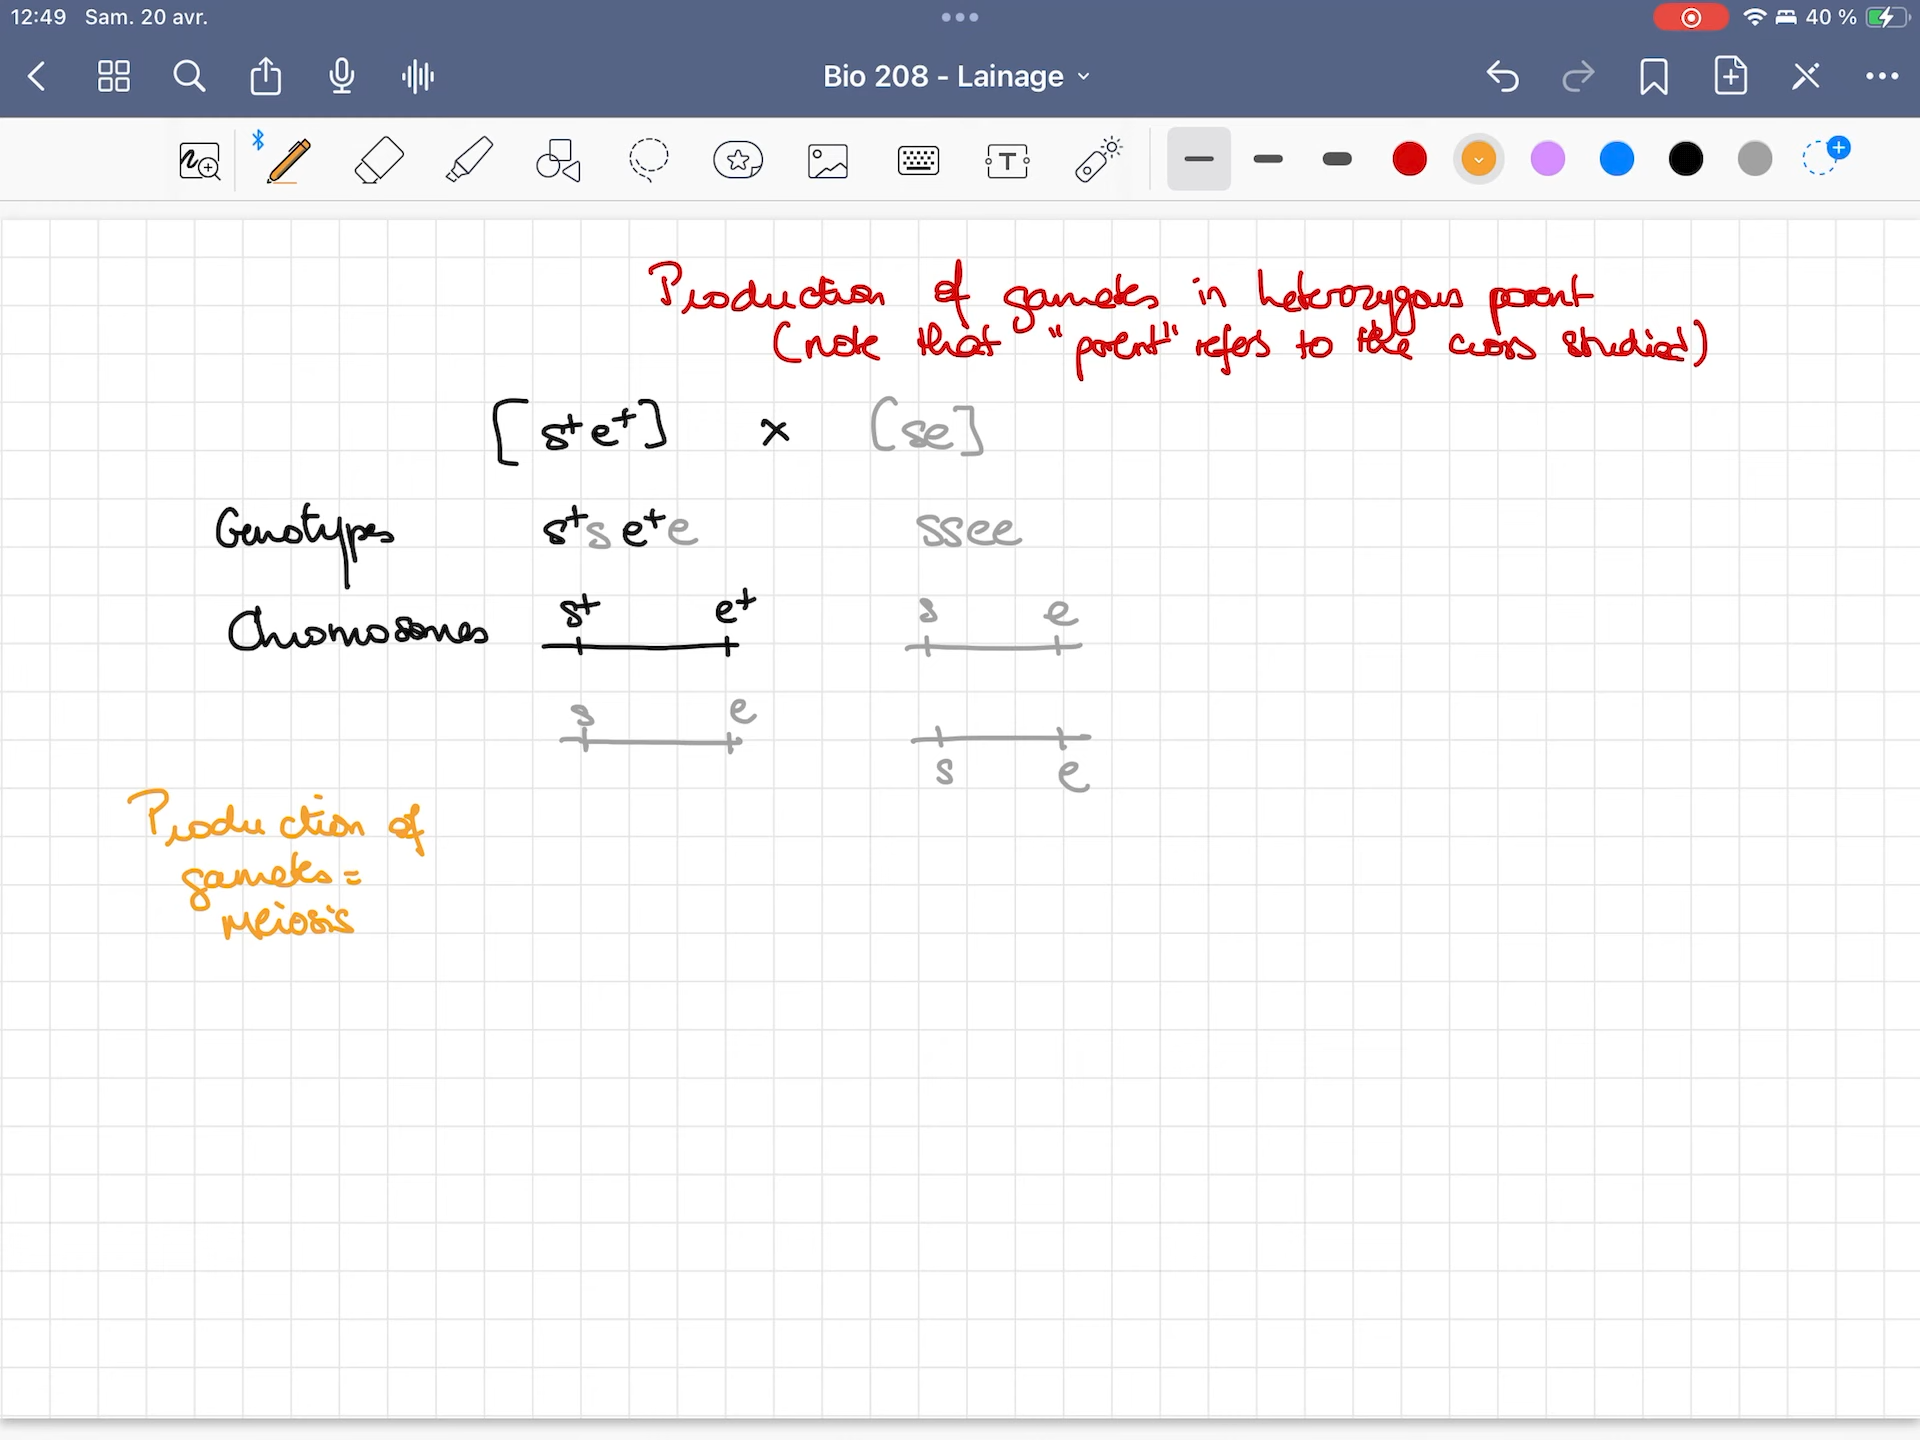 12:49 Sam. 20 avr.
40 %
Bio 208 - Lainage
T
Production of gametes in heterozygous parent
(note that "parent" refers to the cross studied)
[s+e+] x [se]
Genotypes s+s e+e ssee
s+ e+ s e
Chromosomes
s e
s e
Production of
gametes =
meiosis